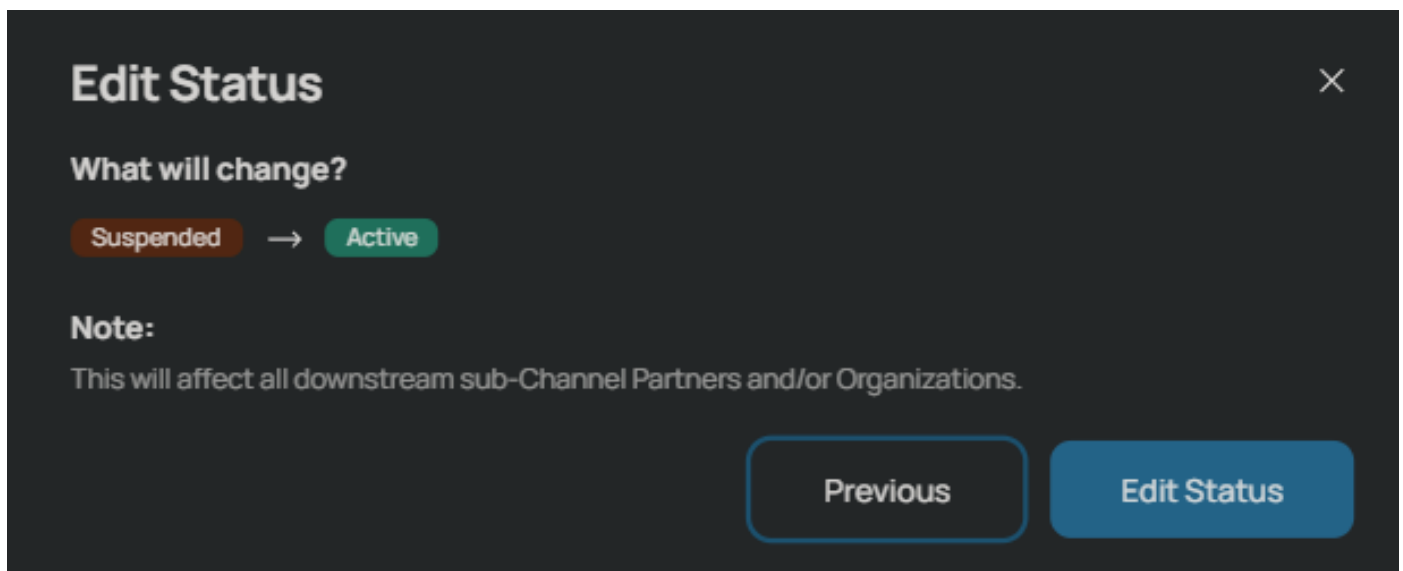 Edit Status
What will change?
Suspended → Active
Note:
This will affect all downstream sub-Channel Partners and/or Organizations.
Previous
Edit Status